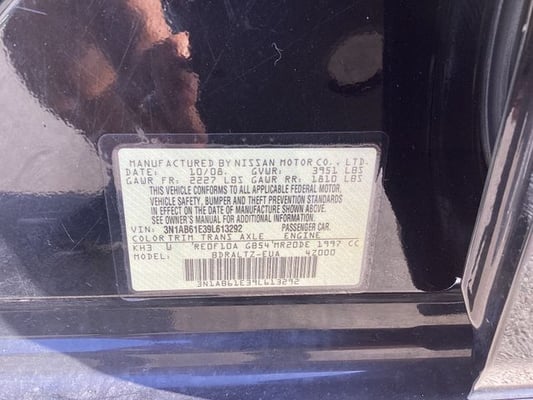 MANUFACTURED BY NISSAN MOTOR CO., LTD.
DATE: 10/08 GVWR: 3951 LBS
GAWR FR: 2227 LBS GAWR RR: 1810 LBS
THIS VEHICLE CONFORMS TO ALL APPLICABLE FEDERAL MOTOR
VEHICLE SAFETY, BUMPER AND THEFT PREVENTION STANDARDS
IN EFFECT ON THE DATE OF MANUFACTURE SHOWN ABOVE.
SEE OWNER'S MANUAL FOR ADDITIONAL INFORMATION.
VIN: 3N1AB61E39L613292 PASSENGER CAR
COLOR TRIM TRANS AXLE ENGINE
KH3 U RE0F10A GB54 MR20DE 1997 CC
MODEL: BDRALTZ-EUA 4Z000
3N1AB61E39L613292